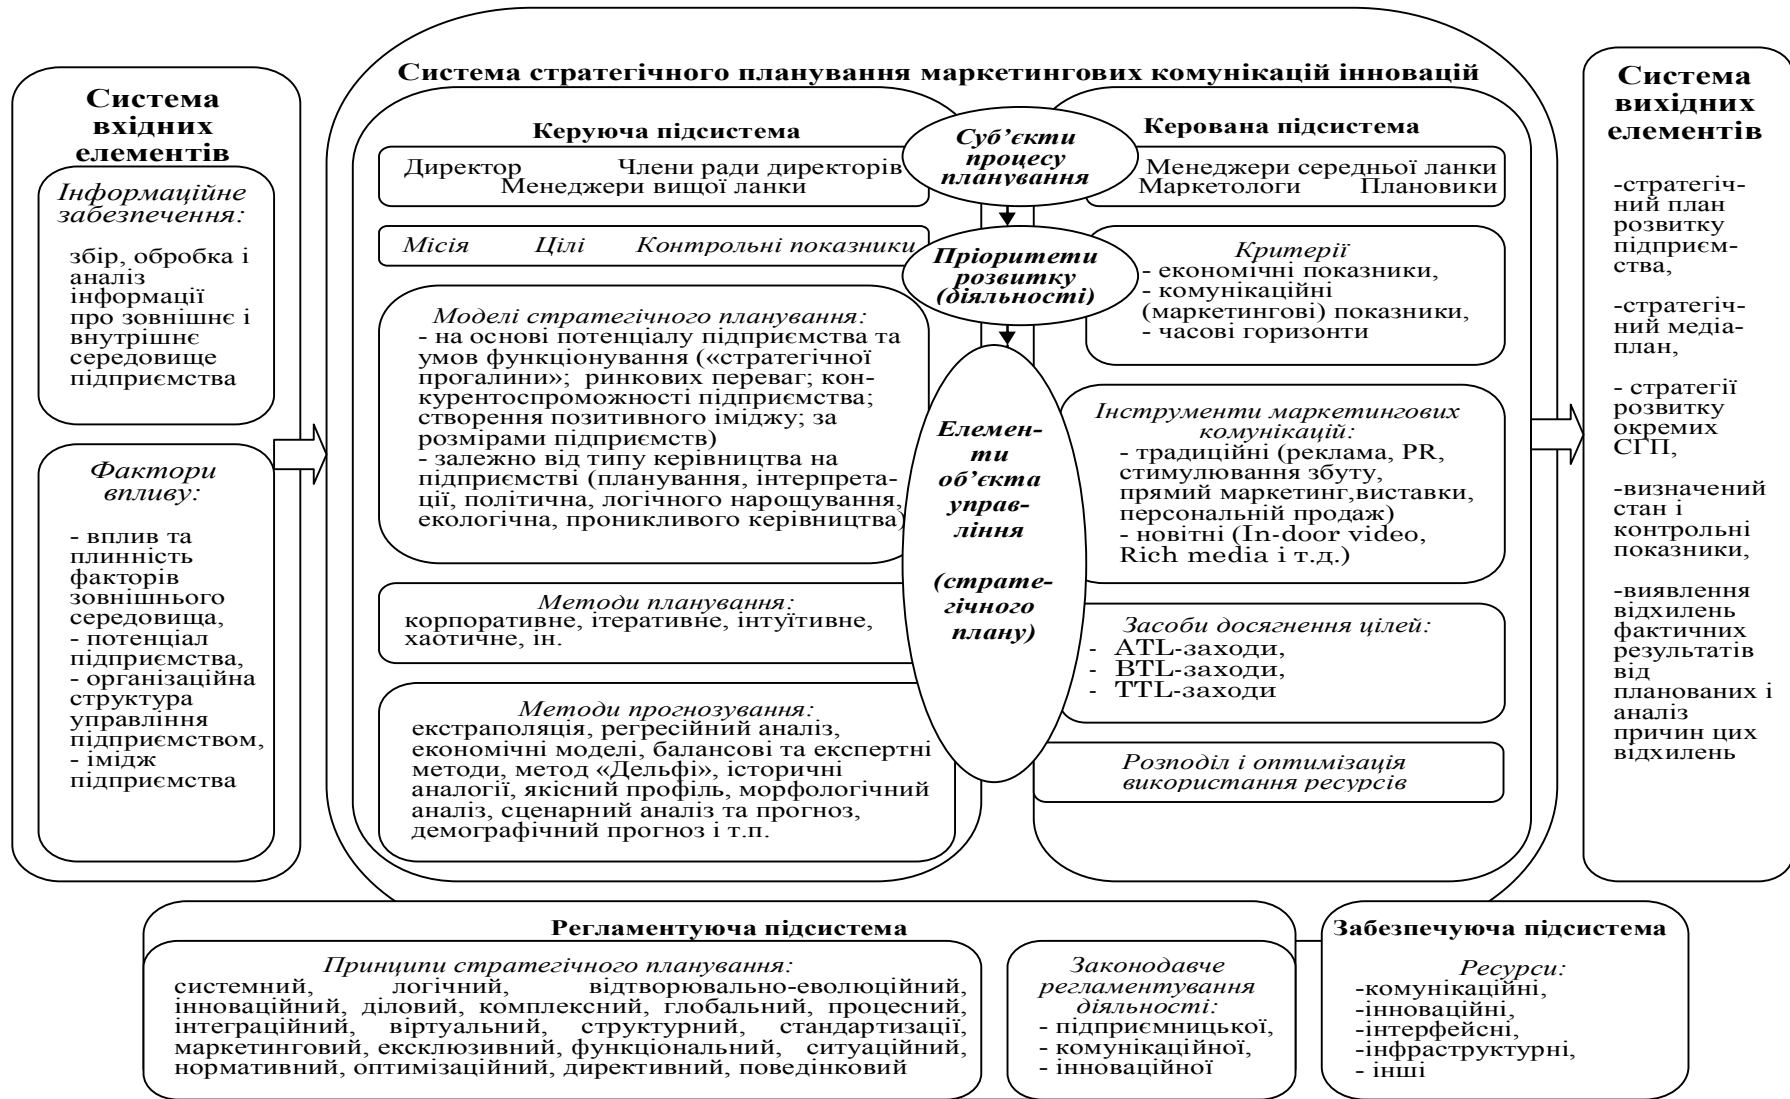 Система
вхідних
елементів
Інформаційне
забезпечення:
збір, обробка і
аналіз
інформації
про зовнішнє і
внутрішнє
середовище
підприємства
Фактори
впливу:
- вплив та
плинність
факторів
зовнішнього
середовища,
- потенціал
підприємства,
- організаційна
структура
управління
підприємством,
- імідж
підприємства
Система стратегічного планування маркетингових комунікацій інновацій
Керуюча підсистема
Директор Члени ради директорів
Менеджери вищої ланки
Місія Цілі Контрольні показники
Моделі стратегічного планування:
- на основі потенціалу підприємства та
умов функціонування («стратегічної
прогалини»; ринкових переваг; кон-
курентоспроможності підприємства;
створення позитивного іміджу; за
розмірами підприємств)
- залежно від типу керівництва на
підприємстві (планування, інтерпрета-
ції, політична, логічного нарощування,
екологічна, проникливого керівництва)
Методи планування:
корпоративне, ітеративне, інтуїтивне,
хаотичне, ін.
Методи прогнозування:
екстраполяція, регресійний аналіз,
економічні моделі, балансові та експертні
методи, метод «Дельфі», історичні
аналогії, якісний профіль, морфологічний
аналіз, сценарний аналіз та прогноз,
демографічний прогноз і т.п.
Суб’єкти
процесу
планування
Пріоритети
розвитку
(діяльності)
Елемен-
ти
об’єкта
управ-
ління
(страте-
гічного
плану)
Керована підсистема
Менеджери середньої ланки
Маркетологи Плановики
Критерії
- економічні показники,
- комунікаційні
(маркетингові) показники,
- часові горизонти
Інструменти маркетингових
комунікацій:
- традиційні (реклама, PR,
стимулювання збуту,
прямий маркетинг,виставки,
персональній продаж)
- новітні (In-door video,
Rich media і т.д.)
Засоби досягнення цілей:
- ATL-заходи,
- BTL-заходи,
- TTL-заходи
Розподіл і оптимізація
використання ресурсів
Система
вихідних
елементів
-стратегіч-
ний план
розвитку
підприєм-
ства,
-стратегіч-
ний медіа-
план,
- стратегії
розвитку
окремих
СГП,
-визначений
стан і
контрольні
показники,
-виявлення
відхилень
фактичних
результатів
від
планованих і
аналіз
причин цих
відхилень
Регламентуюча підсистема
Принципи стратегічного планування:
системний, логічний, відтворювально-еволюційний,
інноваційний, діловий, комплексний, глобальний, процесний,
інтеграційний, віртуальний, структурний, стандартизації,
маркетинговий, ексклюзивний, функціональний, ситуаційний,
нормативний, оптимізаційний, директивний, поведінковий
Законодавче
регламентування
діяльності:
- підприємницької,
- комунікаційної,
- інноваційної
Забезпечуюча підсистема
Ресурси:
-комунікаційні,
-інноваційні,
-інтерфейсні,
-інфраструктурні,
- інші